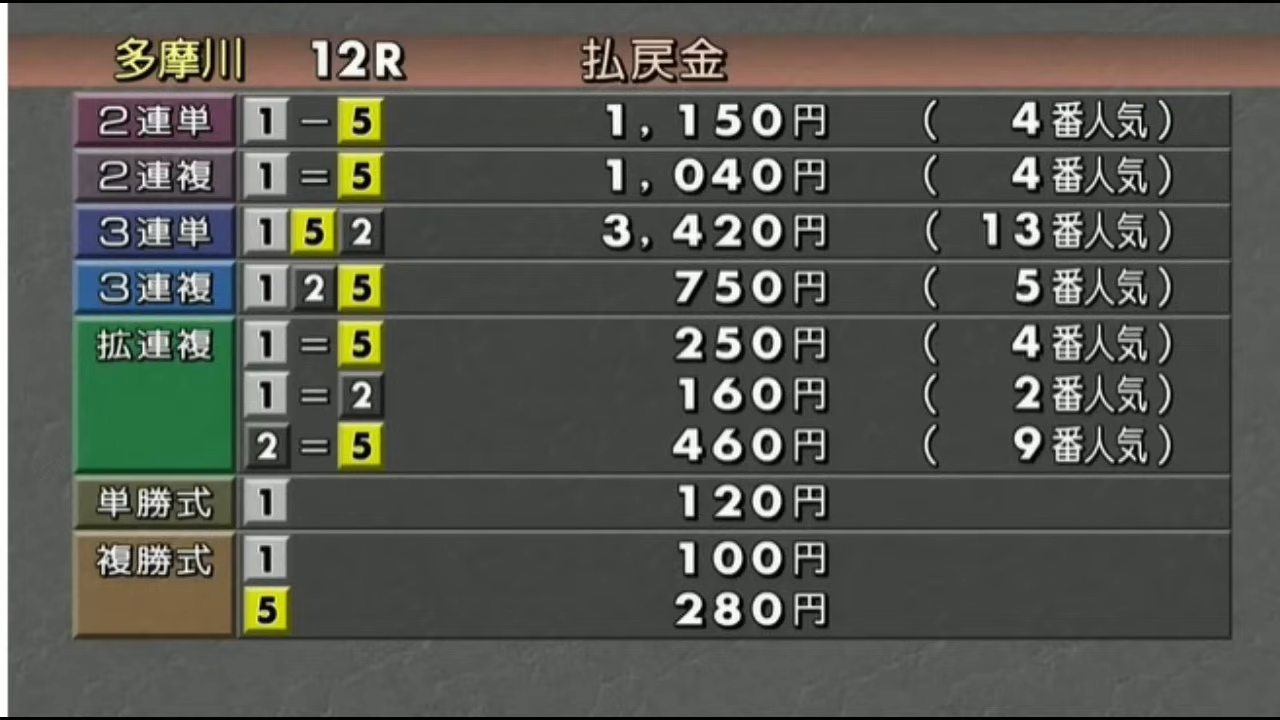 多摩川 12R 払戻金
2連単 1 － 5 1,150円 ( 4番人気)
2連複 1 ＝ 5 1,040円 ( 4番人気)
3連単 1 5 2 3,420円 ( 13番人気)
3連複 1 2 5 750円 ( 5番人気)
拡連複 1 ＝ 5 250円 ( 4番人気)
1 ＝ 2 160円 ( 2番人気)
2 ＝ 5 460円 ( 9番人気)
単勝式 1 120円
複勝式 1 100円
5 280円